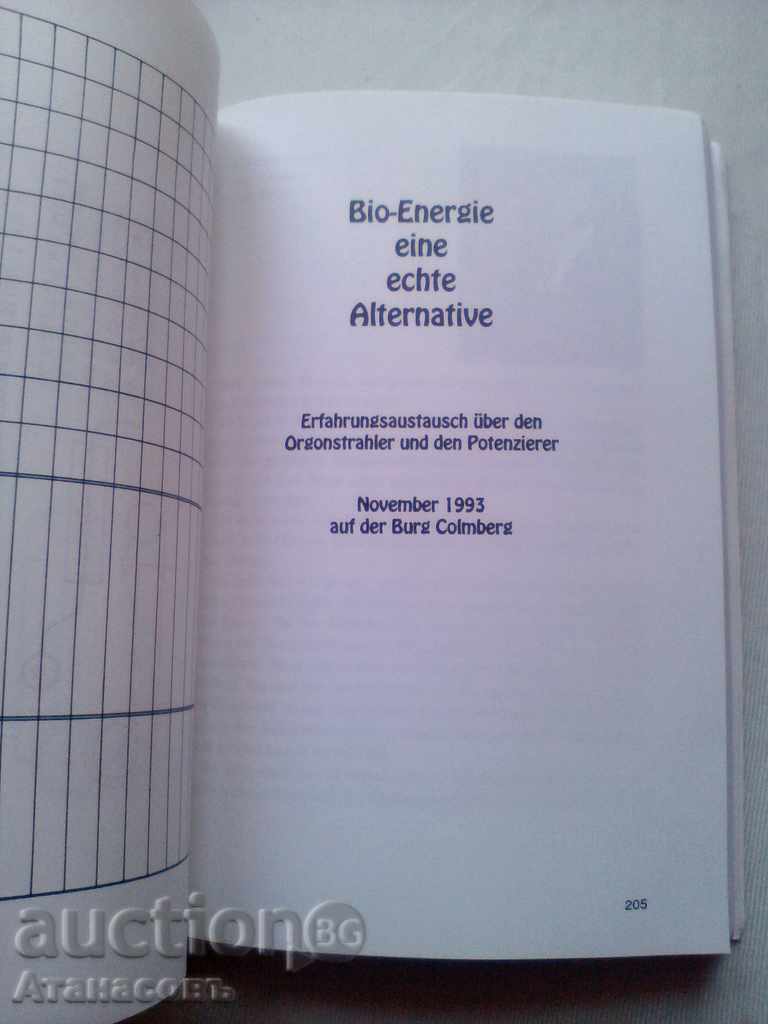 Bio-Energie
eine
echte
Alternative
Erfahrungsaustausch über den
Orgonstrahler und den Potenzierer
November 1993
auf der Burg Colmberg
205
auction BG
Атанасовъ